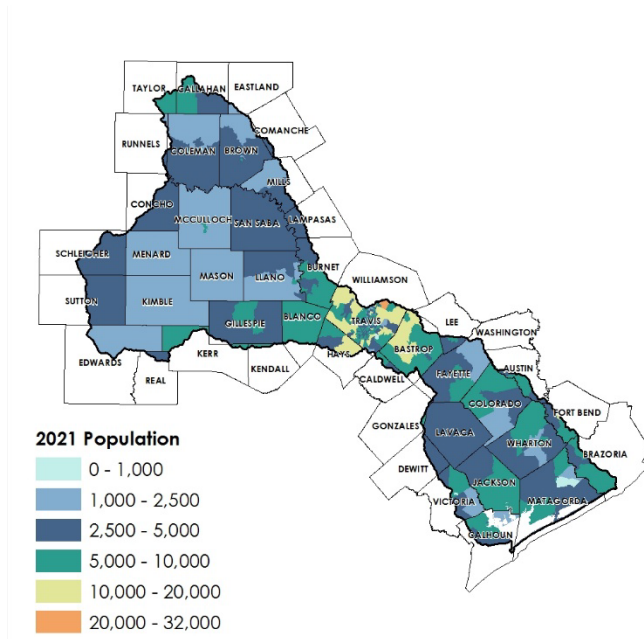 TAYLOR
CALLAHAN
EASTLAND
RUNNELS
COLEMAN
BROWN
COMANCHE
MILLS
CONCHO
MCCULLOCH
SAN SABA
LAMPASAS
SCHLEICHER
MENARD
BURNET
WILLIAMSON
MASON
LLANO
SUTTON
KIMBLE
GILLESPIE
BLANCO
TRAVIS
LEE
WASHINGTON
EDWARDS
REAL
KERR
KENDALL
HAYS
BASTROP
CALDWELL
FAYETTE
AUSTIN
COLORADO
FORT BEND
GONZALES
LAVACA
WHARTON
BRAZORIA
DEWITT
JACKSON
VICTORIA
MATAGORDA
CALHOUN
2021 Population
0 - 1,000
1,000 - 2,500
2,500 - 5,000
5,000 - 10,000
10,000 - 20,000
20,000 - 32,000